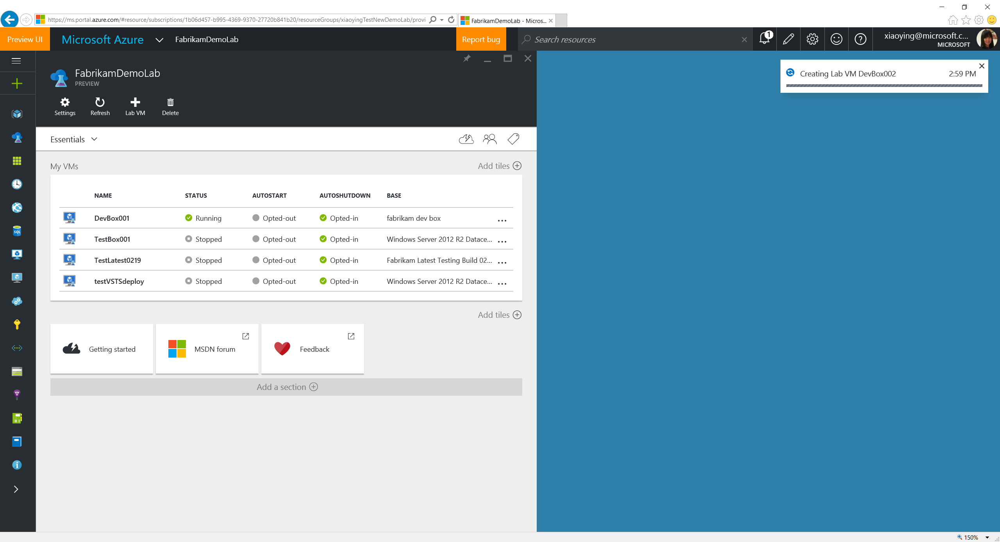 https://ms.portal.azure.com/#resource/subscriptions/1b06d457-b995-4369-9370-27720b841b20/resourceGroups/xiaoyingTestNewDemoLab/provi
FabrikamDemoLab - Micros...
Preview UI
Microsoft Azure
FabrikamDemoLab
Report bug
Search resources
1
xiaoying@microsoft.c...
MICROSOFT
FabrikamDemoLab
PREVIEW
Creating Lab VM DevBox002 2:59 PM
Settings Refresh Lab VM Delete
Essentials
My VMs
Add tiles
NAME STATUS AUTOSTART AUTOSHUTDOWN BASE
DevBox001 Running Opted-out Opted-in fabrikam dev box ...
TestBox001 Stopped Opted-out Opted-in Windows Server 2012 R2 Datace... ...
SQL
TestLatest0219 Stopped Opted-out Opted-in Fabrikam Latest Testing Build 02... ...
testVSTSdeploy Stopped Opted-out Opted-in Windows Server 2012 R2 Datace... ...
Add tiles
Getting started
MSDN forum
Feedback
Add a section
150%